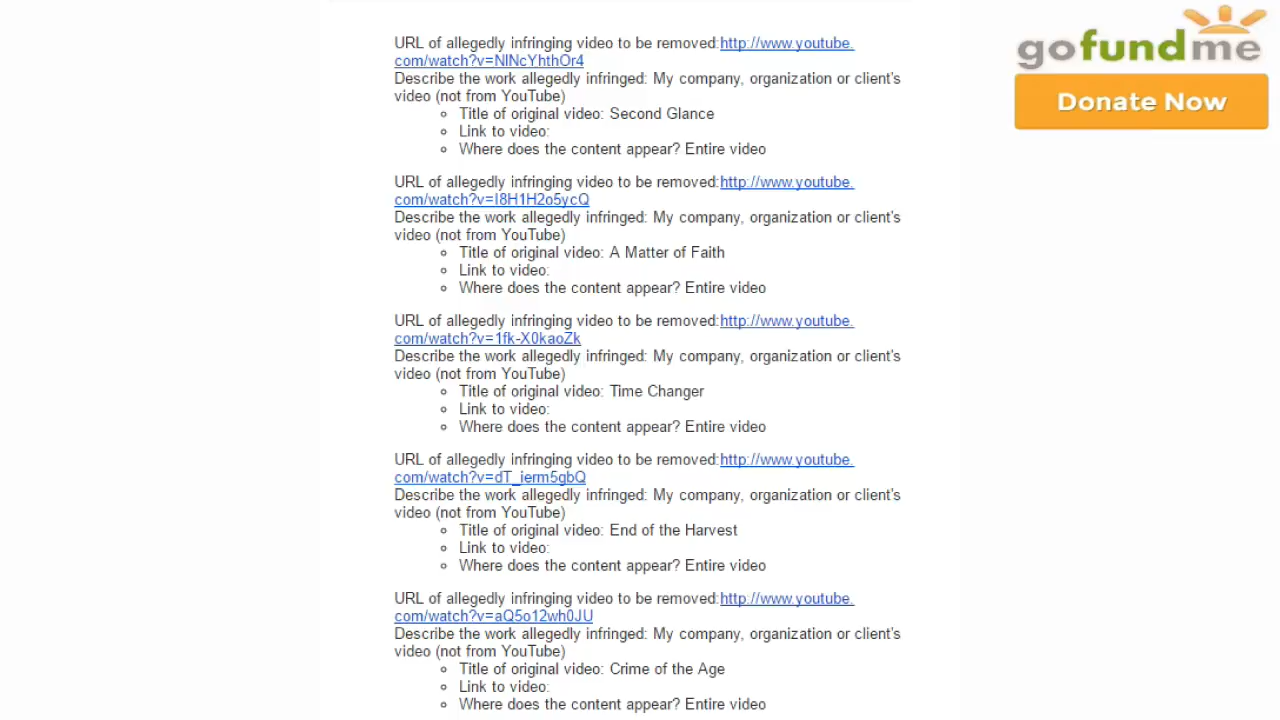 URL of allegedly infringing video to be removed:http://www.youtube.
com/watch?v=NlNcYhthOr4
Describe the work allegedly infringed: My company, organization or client's
video (not from YouTube)
Title of original video: Second Glance
Link to video:
Where does the content appear? Entire video
URL of allegedly infringing video to be removed:http://www.youtube.
com/watch?v=I8H1H2o5ycQ
Describe the work allegedly infringed: My company, organization or client's
video (not from YouTube)
Title of original video: A Matter of Faith
Link to video:
Where does the content appear? Entire video
URL of allegedly infringing video to be removed:http://www.youtube.
com/watch?v=1fk-X0kaoZk
Describe the work allegedly infringed: My company, organization or client's
video (not from YouTube)
Title of original video: Time Changer
Link to video:
Where does the content appear? Entire video
URL of allegedly infringing video to be removed:http://www.youtube.
com/watch?v=dT_ierm5gbQ
Describe the work allegedly infringed: My company, organization or client's
video (not from YouTube)
Title of original video: End of the Harvest
Link to video:
Where does the content appear? Entire video
URL of allegedly infringing video to be removed:http://www.youtube.
com/watch?v=aQ5o12wh0JU
Describe the work allegedly infringed: My company, organization or client's
video (not from YouTube)
Title of original video: Crime of the Age
Link to video:
Where does the content appear? Entire video
gofundme
Donate Now